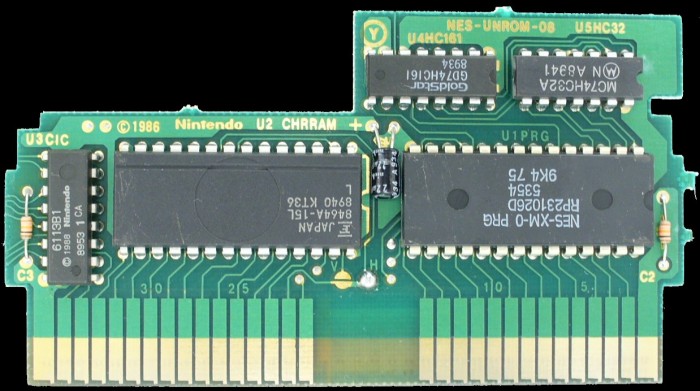 NES-UNROM-08 U5HC32
U4HC161
8934
GD74HC161
GoldStar
MC74HC32A
N A8941
Y
©1986 Nintendo U2 CHRRAM +
U1PRG
U3CIC
6113B1
©1988 Nintendo
8953 1 CA
JAPAN
8464A-15L
8940 KT36
L
NES-XM-0 PRG
RP231026D
5354
9K4 75
C3
C2
V H
30 25 10 5